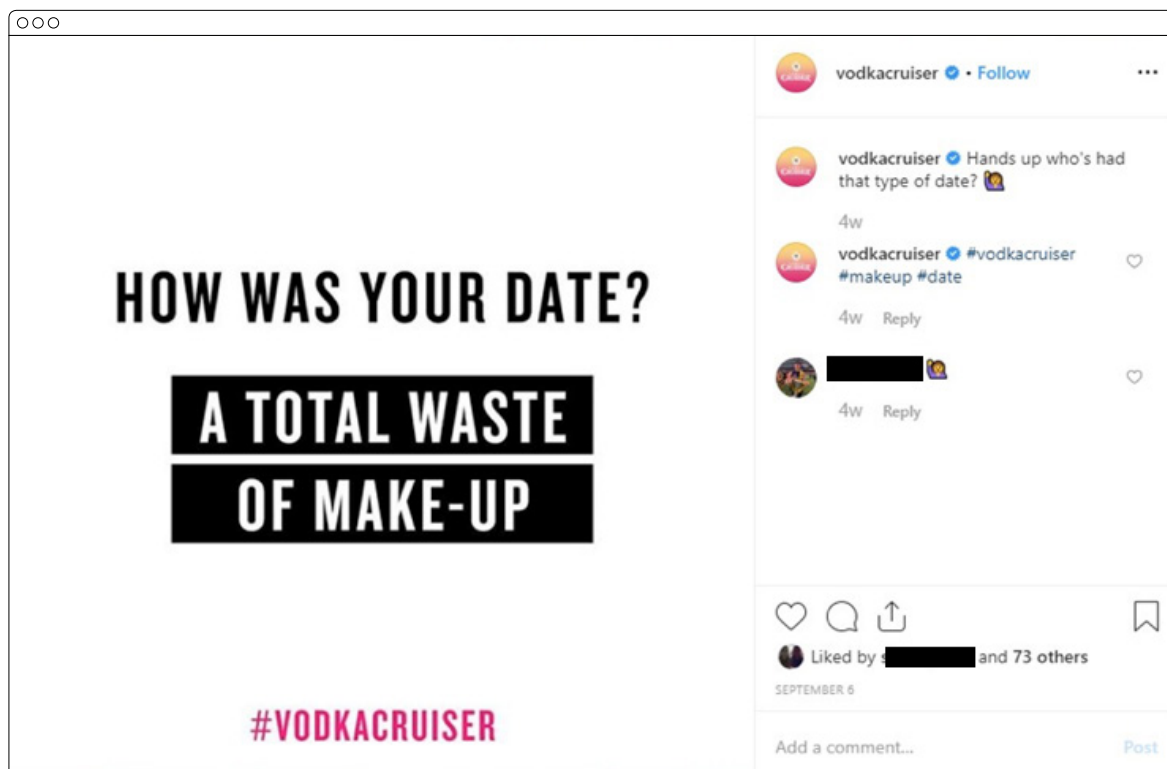 HOW WAS YOUR DATE?
A TOTAL WASTE
OF MAKE-UP
#VODKACRUISER
vodkacruiser • Follow
vodkacruiser Hands up who's had
that type of date? 🙋
4w
vodkacruiser #vodkacruiser
#makeup #date
4w Reply
🙋
4w Reply
Liked by s and 73 others
SEPTEMBER 6
Add a comment... Post